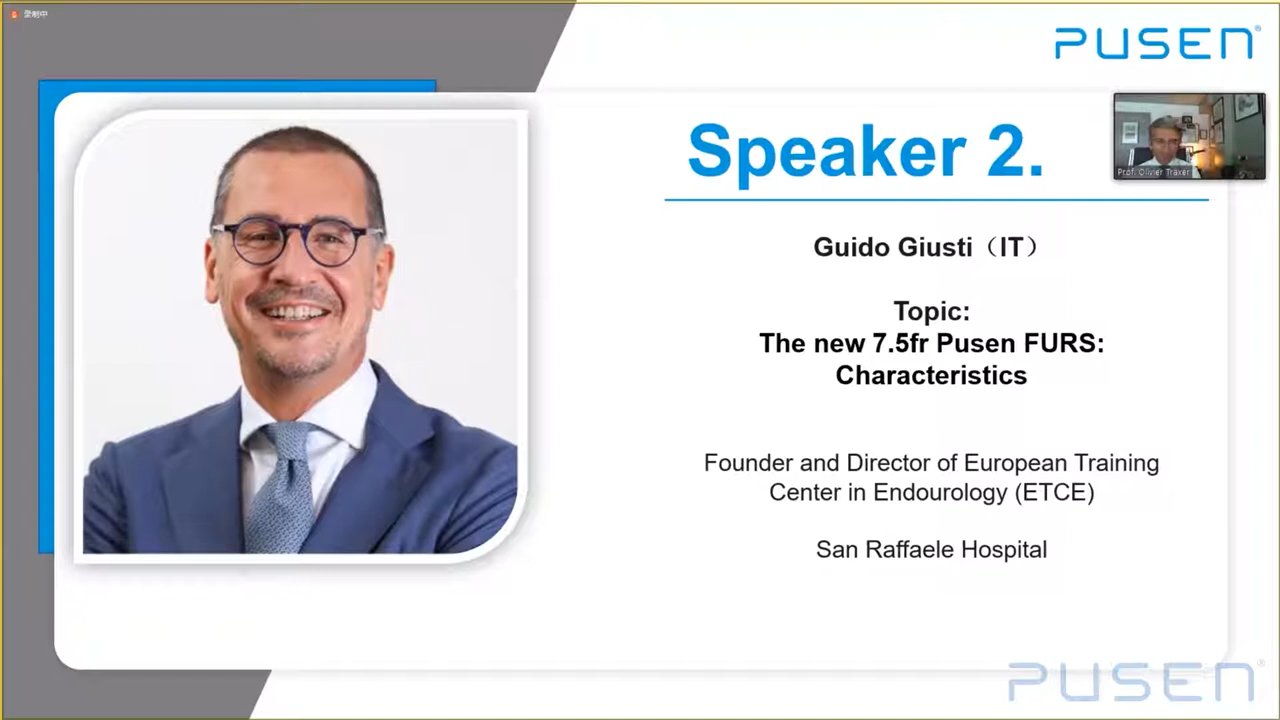 录制中
PUSEN®
Speaker 2.
Prof. Olivier Traxer
Guido Giusti（IT）
Topic:
The new 7.5fr Pusen FURS:
Characteristics
Founder and Director of European Training
Center in Endourology (ETCE)
San Raffaele Hospital
PUSEN®